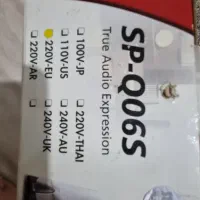 SP-Q06S
True Audio Expression
100V-JP
110V-US
220V-EU
220V-AR
220V-THAI
240V-AU
240V-UK